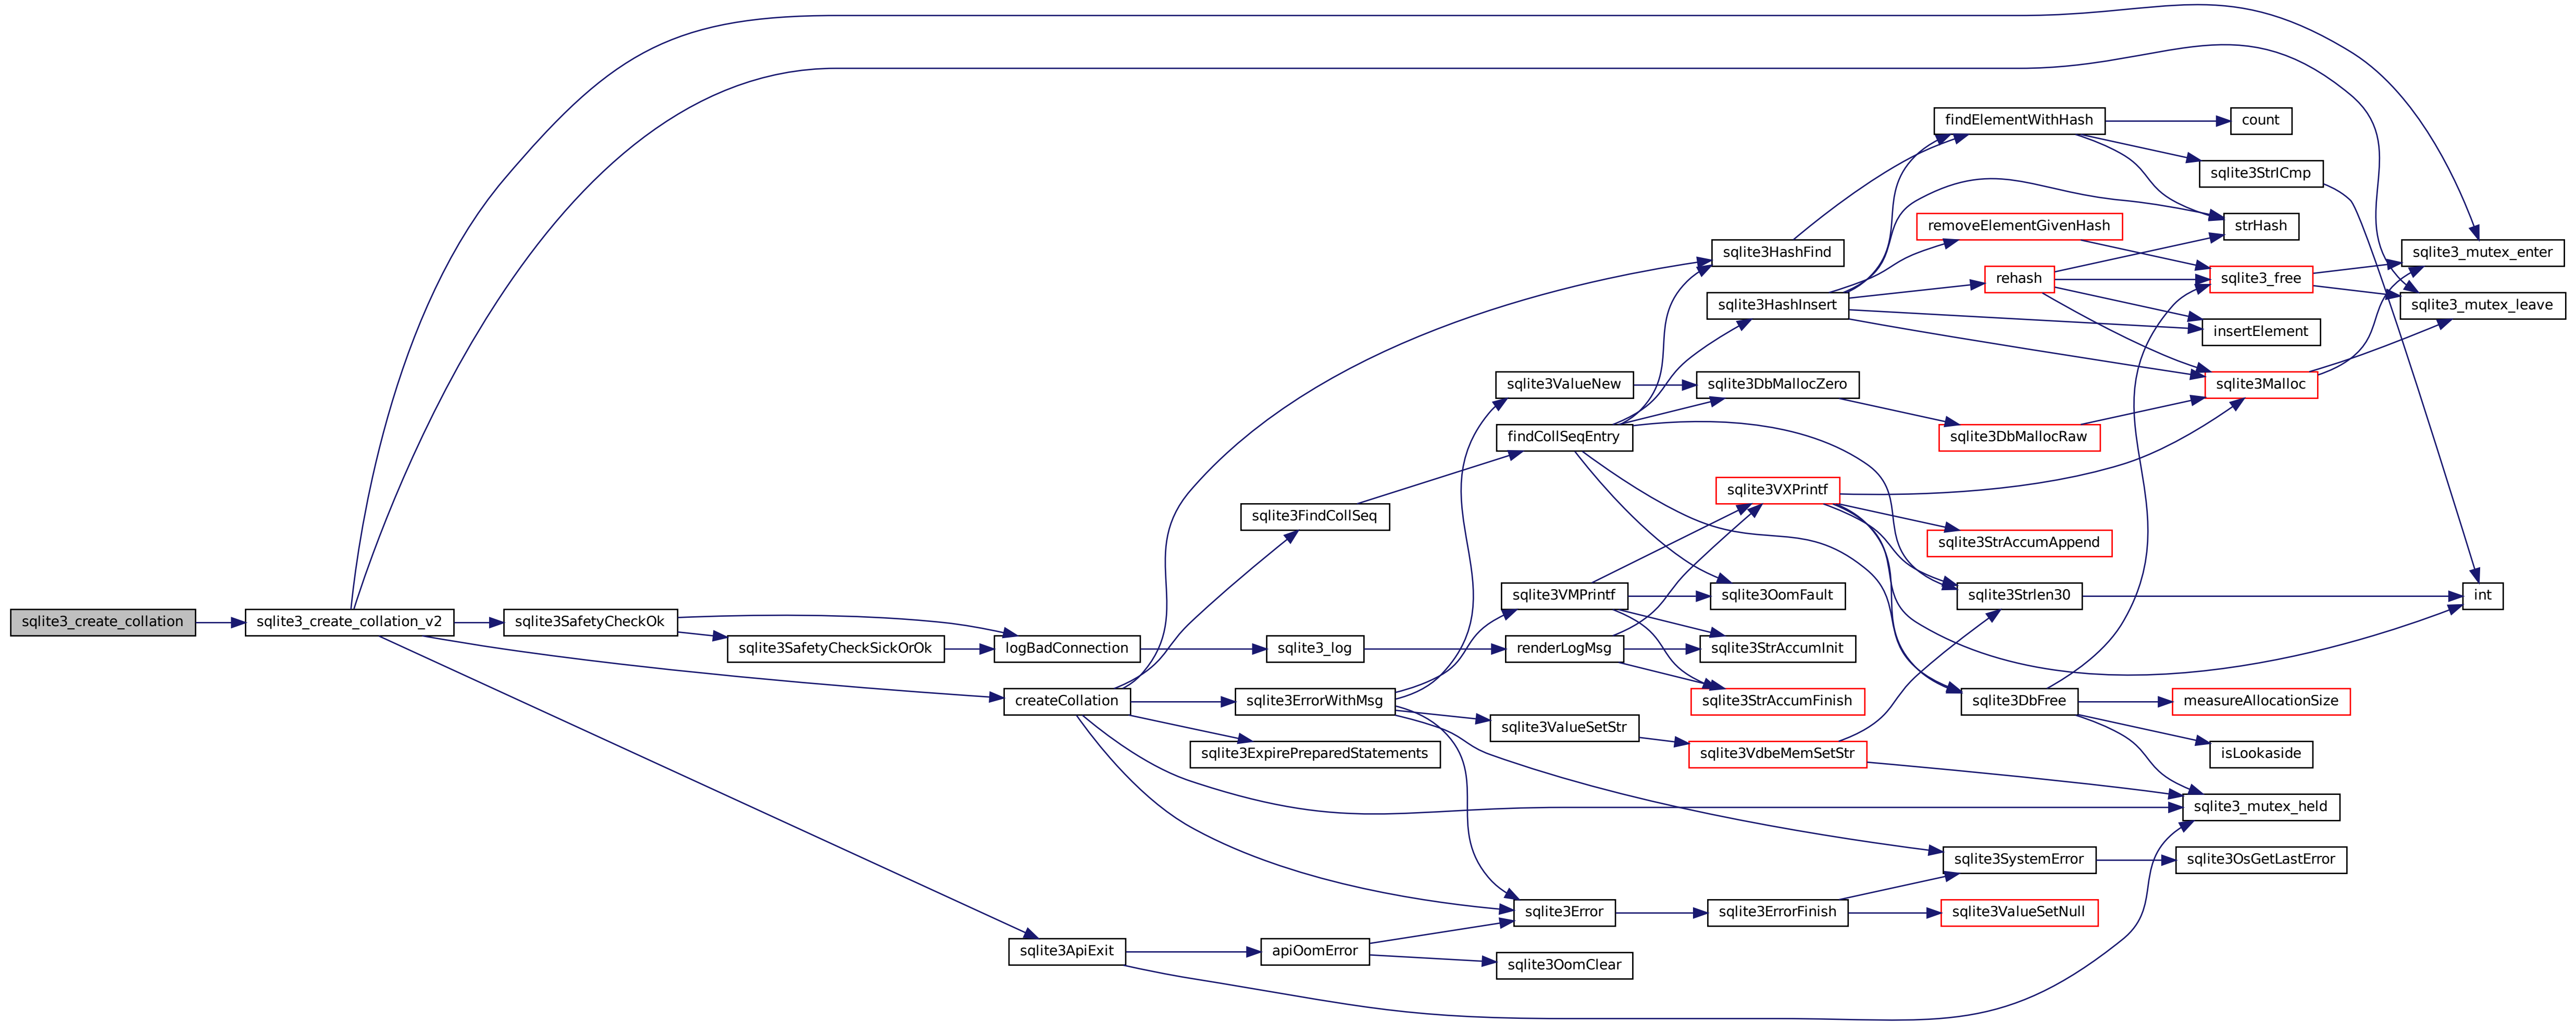 sqlite3_create_collation
sqlite3_create_collation_v2
sqlite3SafetyCheckOk
sqlite3SafetyCheckSickOrOk
logBadConnection
createCollation
sqlite3ApiExit
sqlite3FindCollSeq
sqlite3_log
sqlite3ErrorWithMsg
sqlite3ExpirePreparedStatements
apiOomError
sqlite3ValueNew
findCollSeqEntry
sqlite3VMPrintf
renderLogMsg
sqlite3ValueSetStr
sqlite3Error
sqlite3OomClear
sqlite3HashFind
sqlite3HashInsert
sqlite3DbMallocZero
sqlite3VXPrintf
sqlite3OomFault
sqlite3StrAccumInit
sqlite3StrAccumFinish
sqlite3VdbeMemSetStr
sqlite3ErrorFinish
findElementWithHash
removeElementGivenHash
rehash
sqlite3DbMallocRaw
sqlite3StrAccumAppend
sqlite3Strlen30
sqlite3DbFree
sqlite3SystemError
sqlite3ValueSetNull
count
sqlite3StrICmp
strHash
sqlite3_free
insertElement
sqlite3Malloc
measureAllocationSize
isLookaside
sqlite3_mutex_held
sqlite3OsGetLastError
sqlite3_mutex_enter
sqlite3_mutex_leave
int